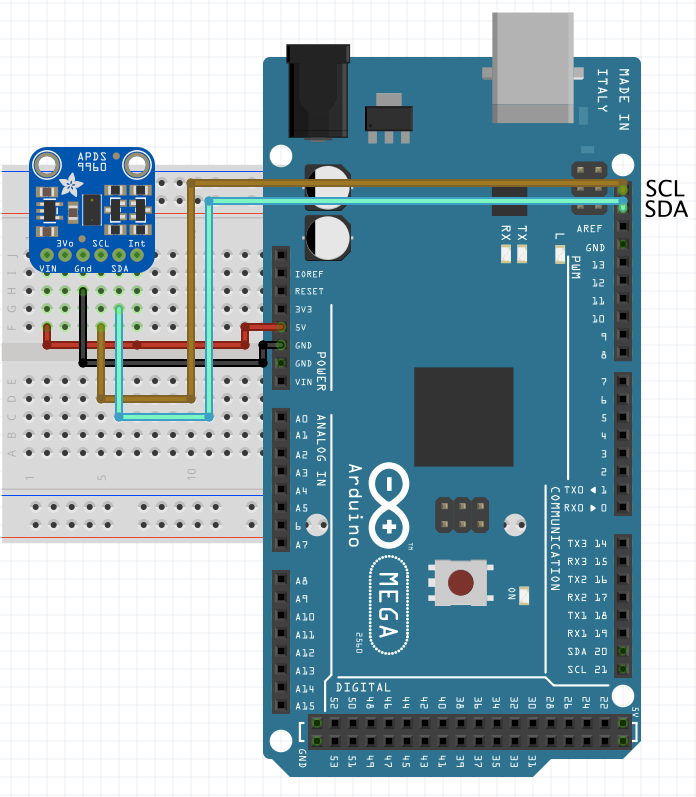 MADE IN
ITALY
SCL
SDA
APDS
9960
3Vo
SCL
Int
VIN
Gnd
SDA
RX
TX
L
AREF
GND
13
12
11
10
9
8
PWM
IOREF
RESET
3V3
5V
GND
GND
VIN
POWER
7
6
5
4
3
2
TX0 ◀ 1
RX0 ▶ 0
A0
A1
A2
A3
A4
A5
6
A7
ANALOG IN
Arduino
TM
MEGA
2560
ON
COMMUNICATION
TX3 14
RX3 15
TX2 16
RX2 17
TX1 18
RX1 19
SDA 20
SCL 21
A8
A9
A10
A11
A12
A13
A14
A15
DIGITAL
52 50 48 46 44 42 40 38 36 34 32 30 28 26 24 22
5V
GND
53 51 49 47 45 43 41 39 37 35 33 31
J
I
H
G
F
E
D
C
B
A
1
5
10